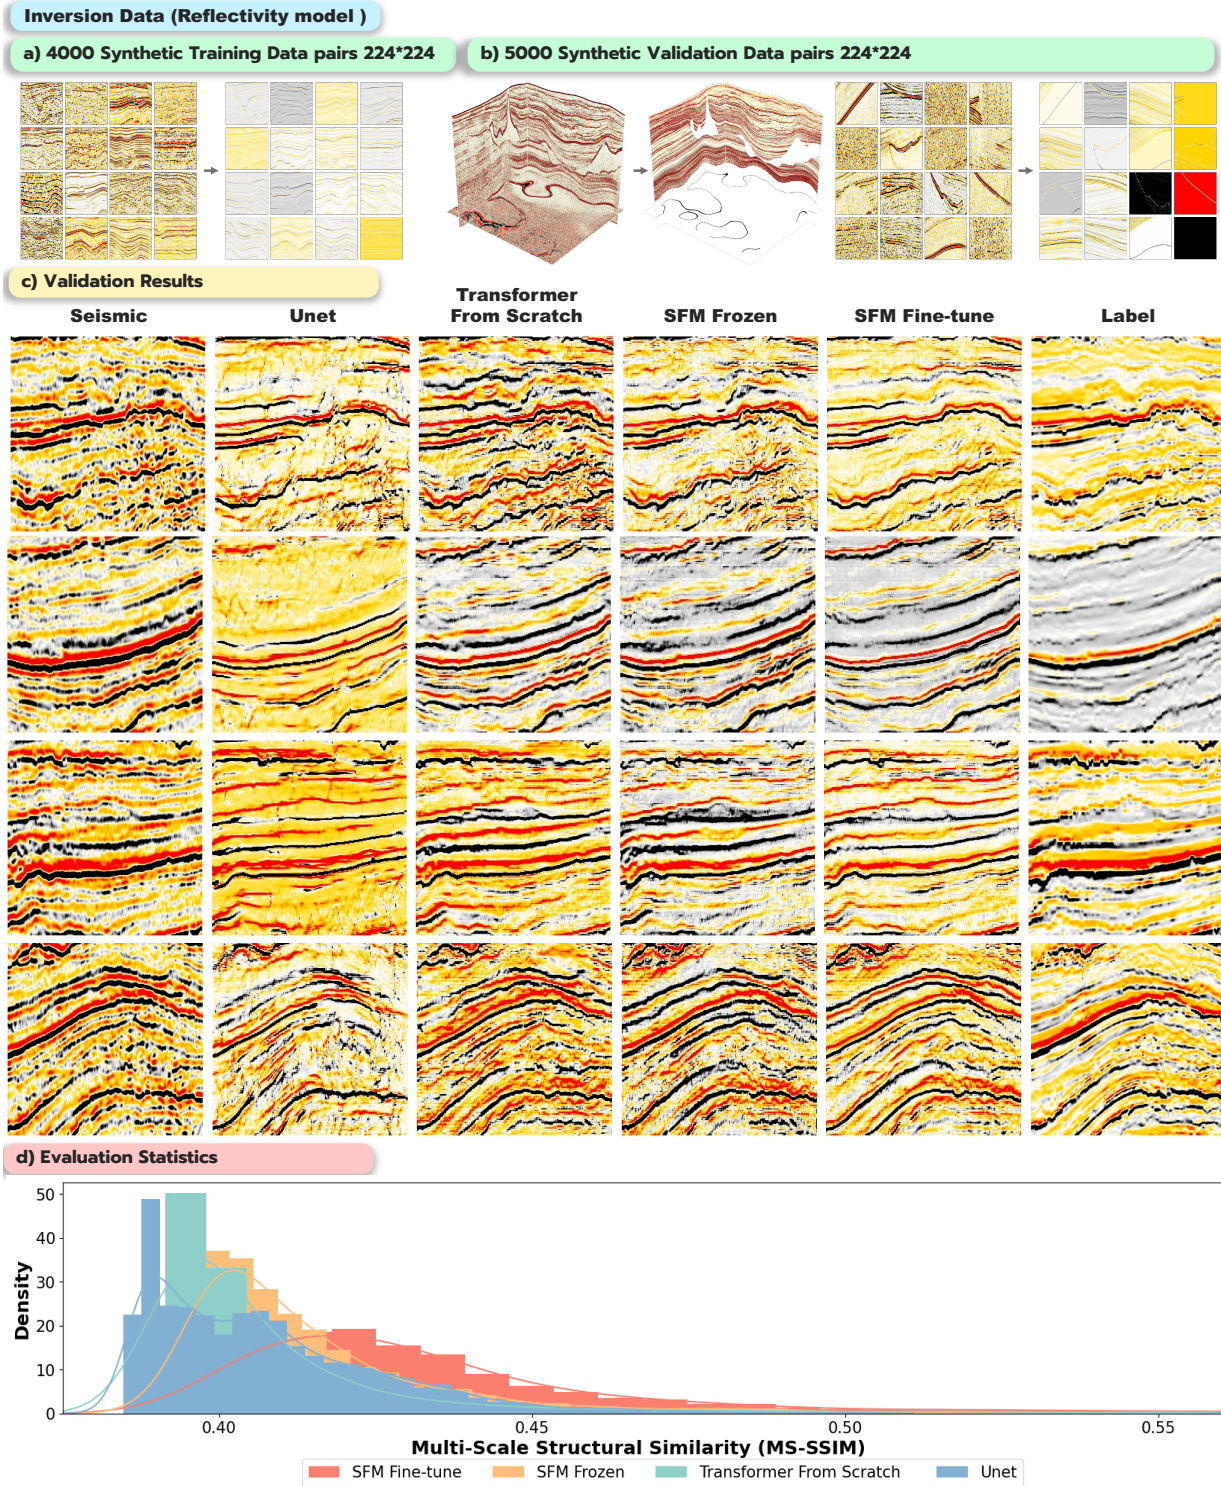 Inversion Data (Reflectivity model )
a) 4000 Synthetic Training Data pairs 224*224
b) 5000 Synthetic Validation Data pairs 224*224
c) Validation Results
Seismic
Unet
Transformer
From Scratch
SFM Frozen
SFM Fine-tune
Label
d) Evaluation Statistics
Density
50
40
30
20
10
0
0.40
0.45
0.50
0.55
Multi-Scale Structural Similarity (MS-SSIM)
SFM Fine-tune
SFM Frozen
Transformer From Scratch
Unet